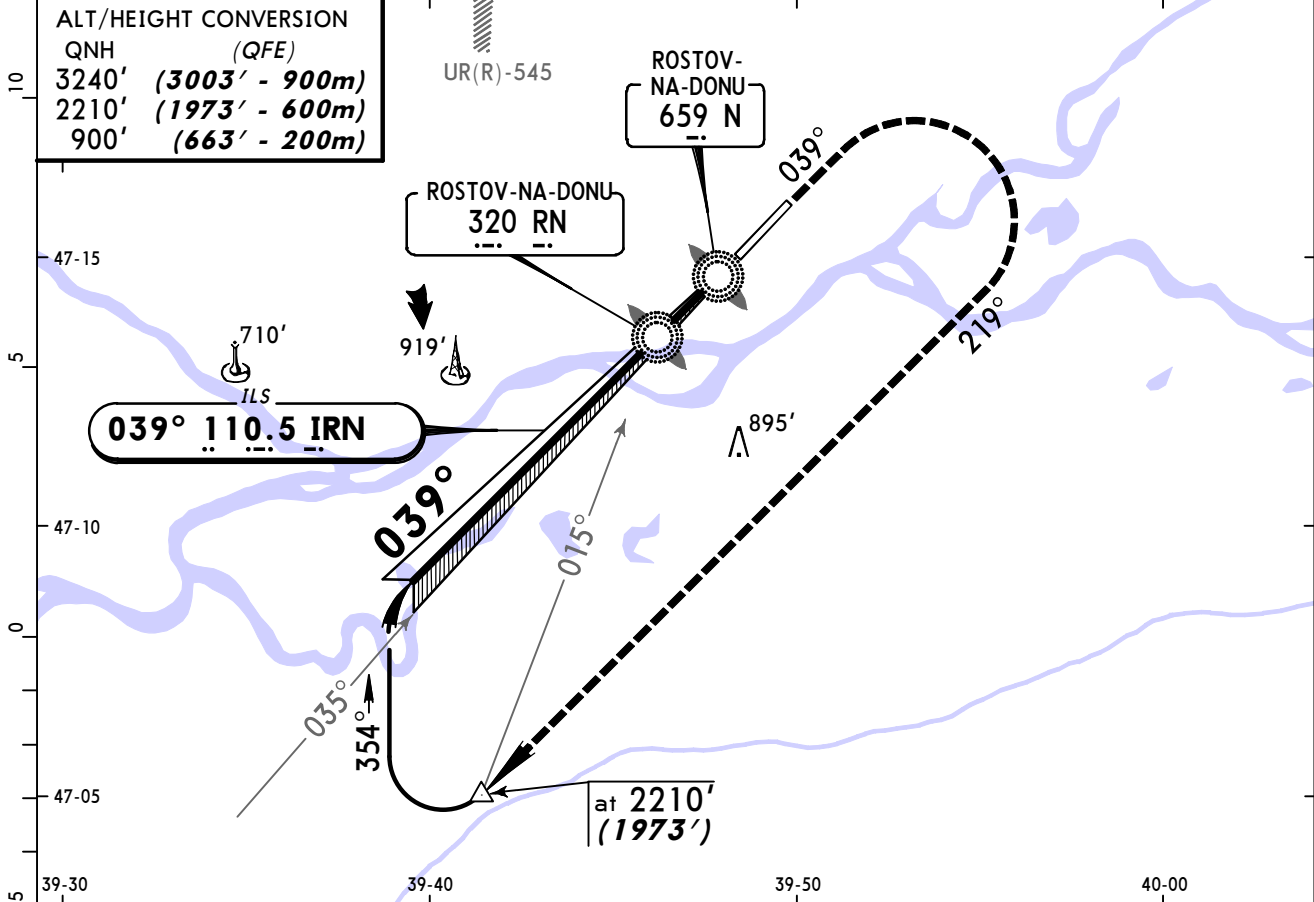 ALT/HEIGHT CONVERSION
QNH (QFE)
3240' (3003' - 900m)
2210' (1973' - 600m)
900' (663' - 200m)
UR(R)-545
ROSTOV-
NA-DONU
659 N
039°
10
ROSTOV-NA-DONU
320 RN
47-15
219°
710'
919'
5
ILS
039° 110.5 IRN
895'
039°
47-10
015°
0
035°
354°
47-05
at 2210'
(1973')
39-30
39-40
39-50
40-00
5